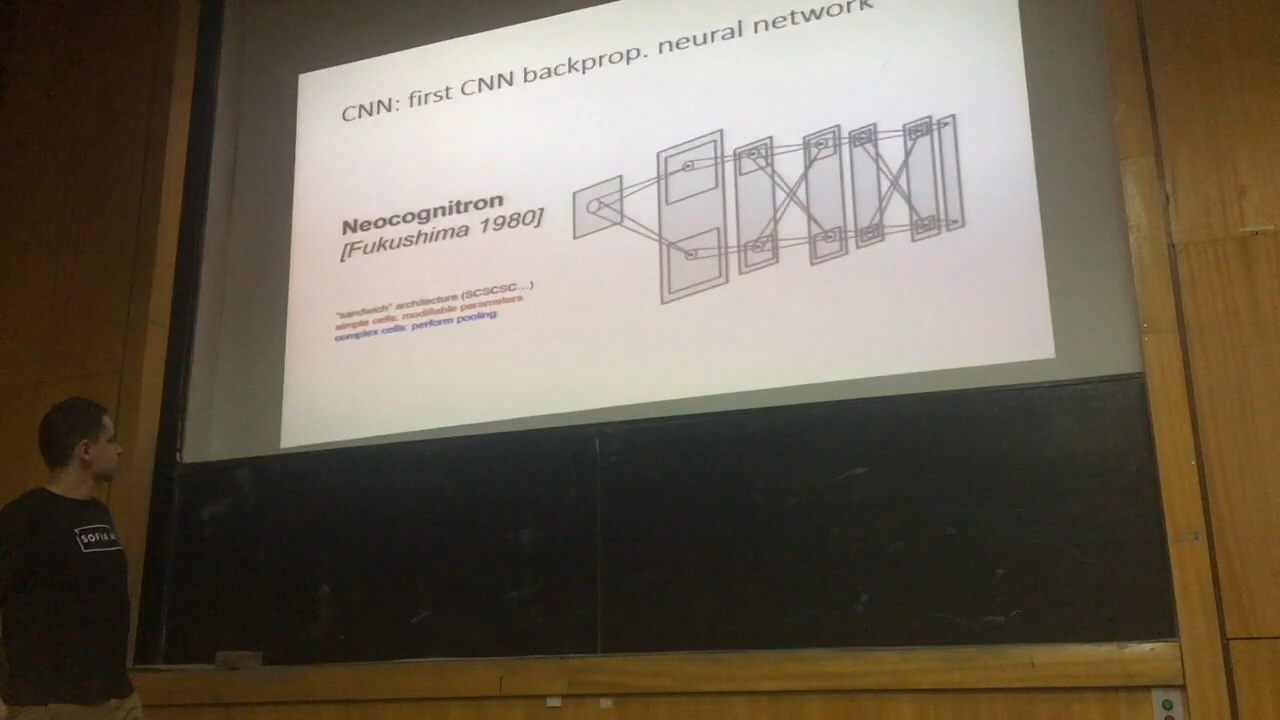 CNN: first CNN backprop. neural network
Neocognitron
[Fukushima 1980]
"sandwich" architecture (SCSCSC...)
simple cells: modifiable parameters
complex cells: perform pooling
SOFIA